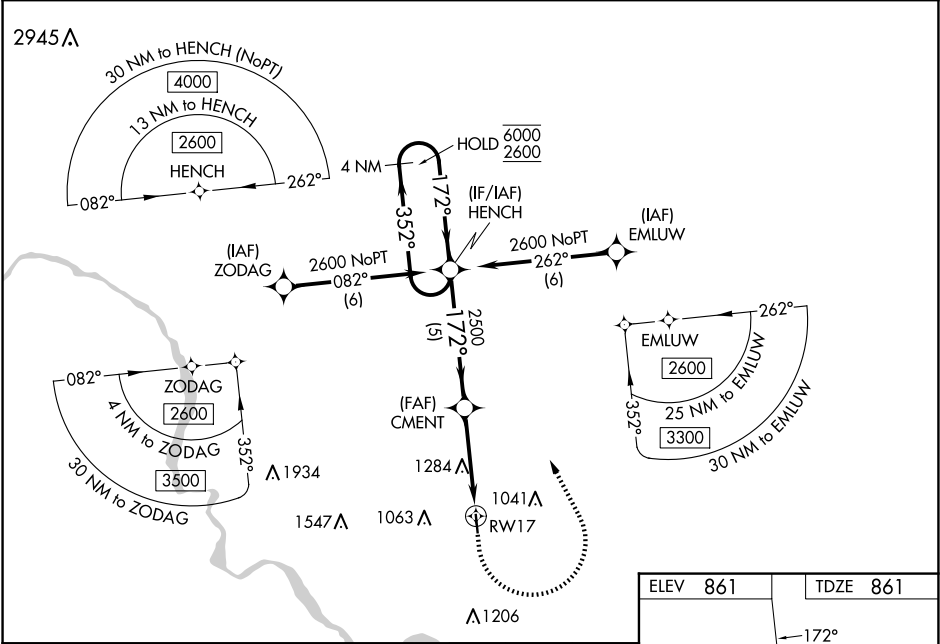 2945
30 NM to HENCH (NoPT)
4000
13 NM to HENCH
2600
HENCH
082°
262°
HOLD 6000
2600
4 NM
172°
352°
(IF/IAF)
HENCH
(IAF)
EMLUW
2600 NoPT
262°
(6)
(IAF)
ZODAG
2600 NoPT
082°
(6)
2500
172°
(5)
082°
ZODAG
2600
4 NM to ZODAG
352°
3500
30 NM to ZODAG
262°
EMLUW
2600
25 NM to EMLUW
352°
3300
30 NM to EMLUW
(FAF)
CMENT
1934
1284
1041
1547
1063
RW17
1206
ELEV 861
TDZE 861
172°